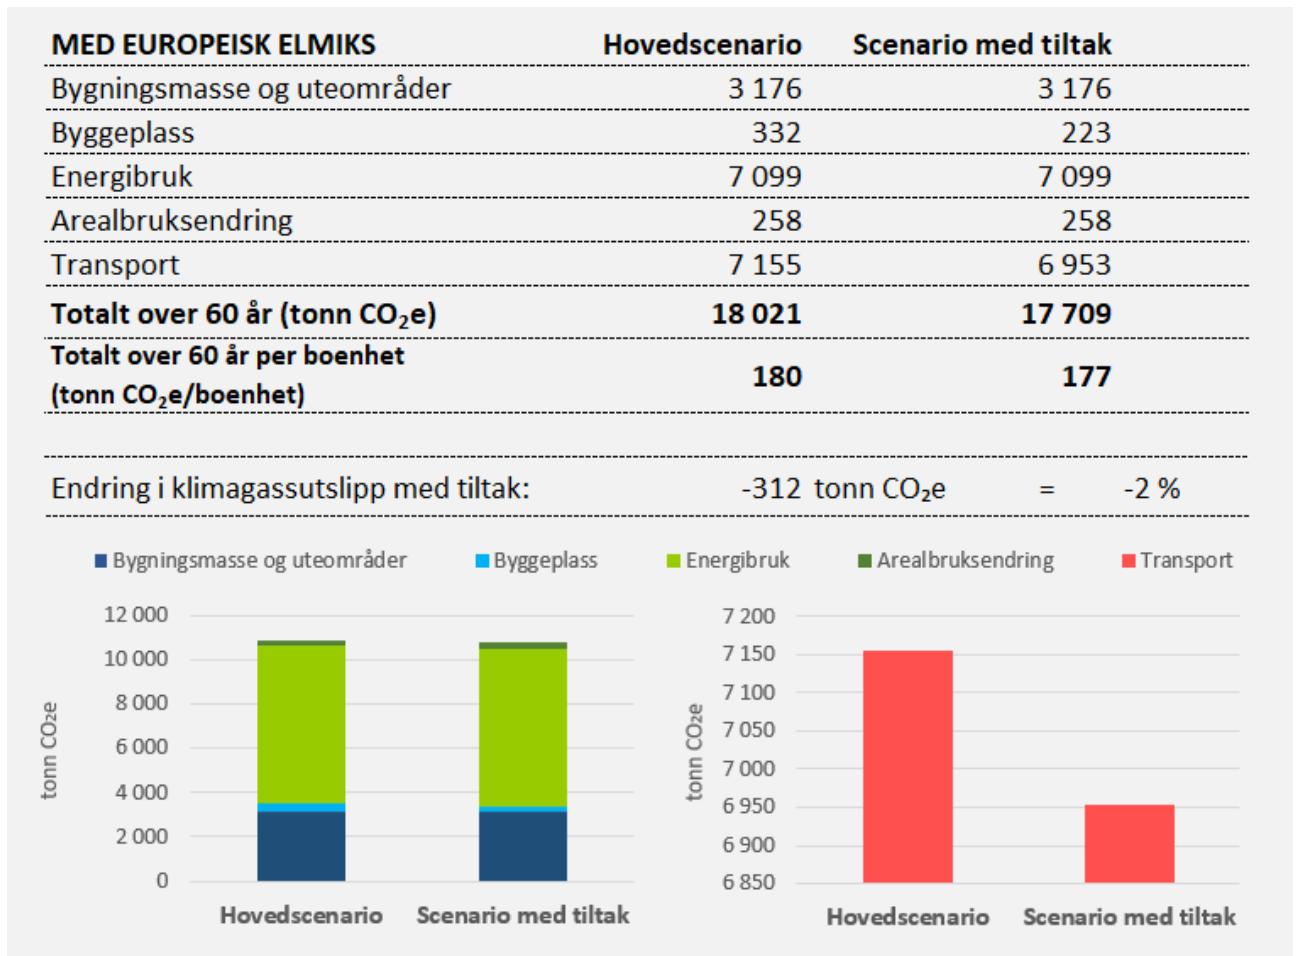 MED EUROPEISK ELMIKS Hovedscenario Scenario med tiltak
Bygningsmasse og uteområder 3 176 3 176
Byggeplass 332 223
Energibruk 7 099 7 099
Arealbruksendring 258 258
Transport 7 155 6 953
Totalt over 60 år (tonn CO₂e) 18 021 17 709
Totalt over 60 år per boenhet
(tonn CO₂e/boenhet) 180 177
Endring i klimagassutslipp med tiltak: -312 tonn CO₂e = -2 %
Bygningsmasse og uteområder Byggeplass Energibruk Arealbruksendring Transport
tonn CO₂e
12 000
10 000
8 000
6 000
4 000
2 000
0
Hovedscenario Scenario med tiltak
tonn CO₂e
7 200
7 150
7 100
7 050
7 000
6 950
6 900
6 850
Hovedscenario Scenario med tiltak